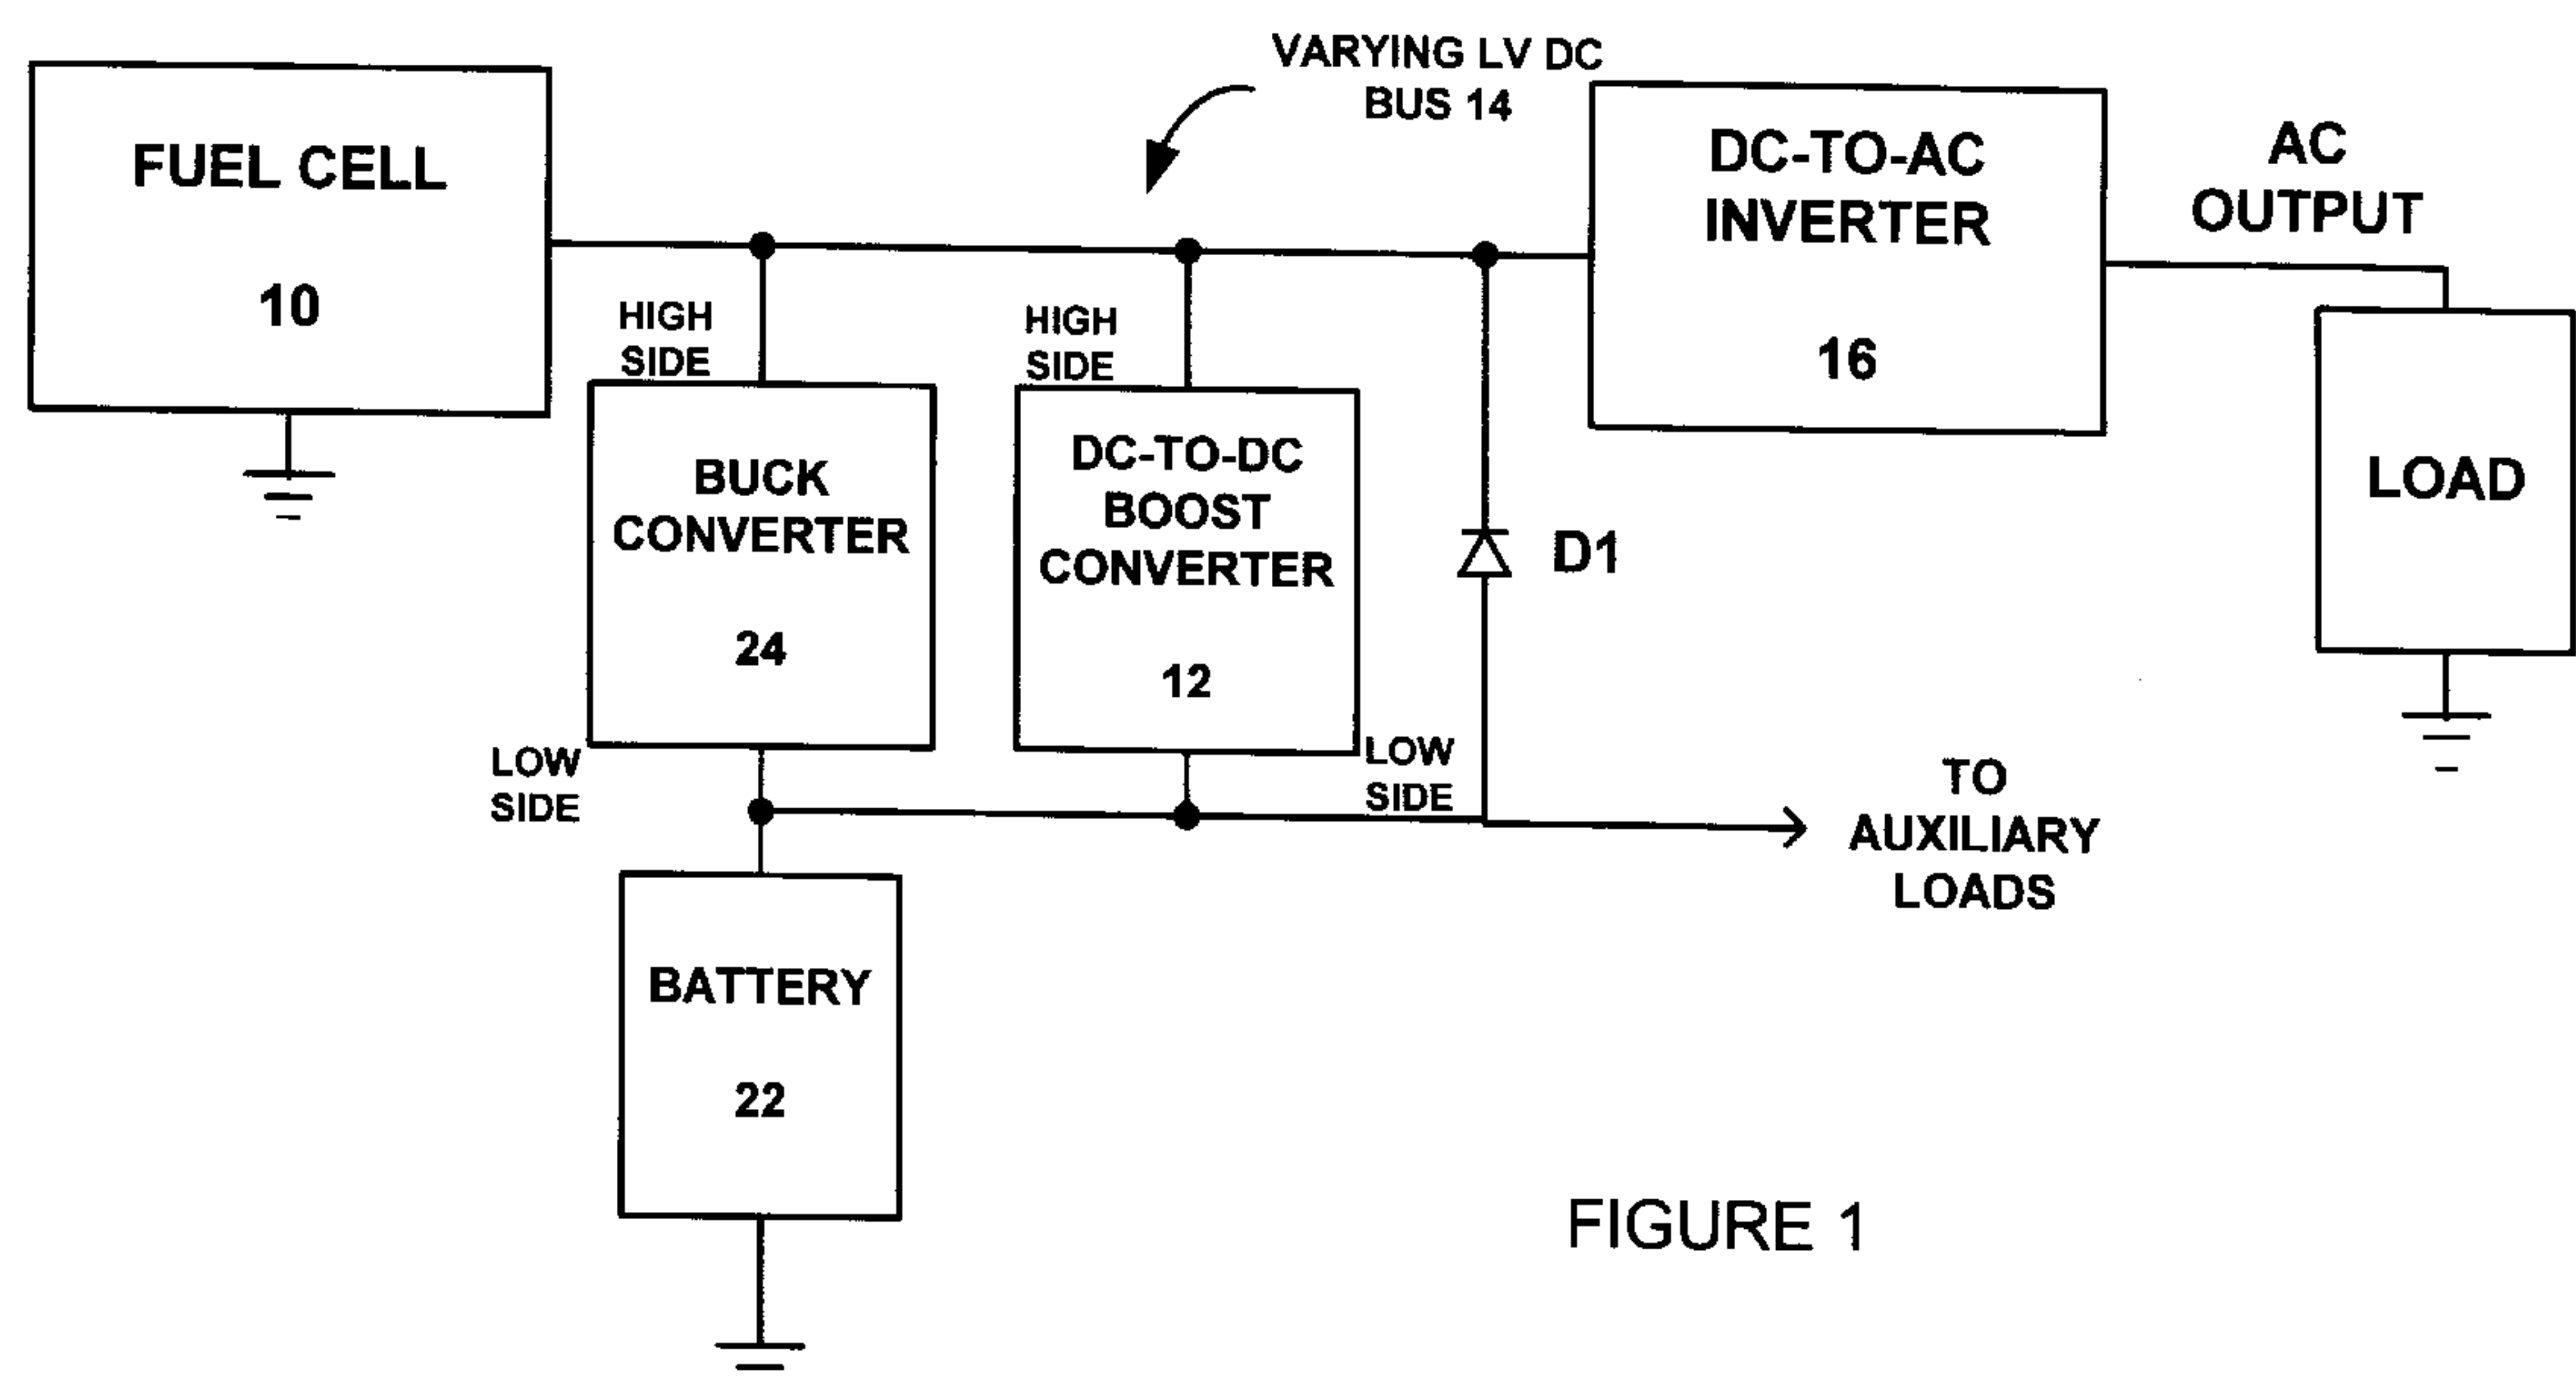 VARYING LV DC
BUS 14
FUEL CELL
10
DC-TO-AC
INVERTER
16
AC
OUTPUT
HIGH
SIDE
HIGH
SIDE
BUCK
CONVERTER
24
DC-TO-DC
BOOST
CONVERTER
12
D1
LOAD
LOW
SIDE
LOW
SIDE
TO
AUXILIARY
LOADS
BATTERY
22
FIGURE 1